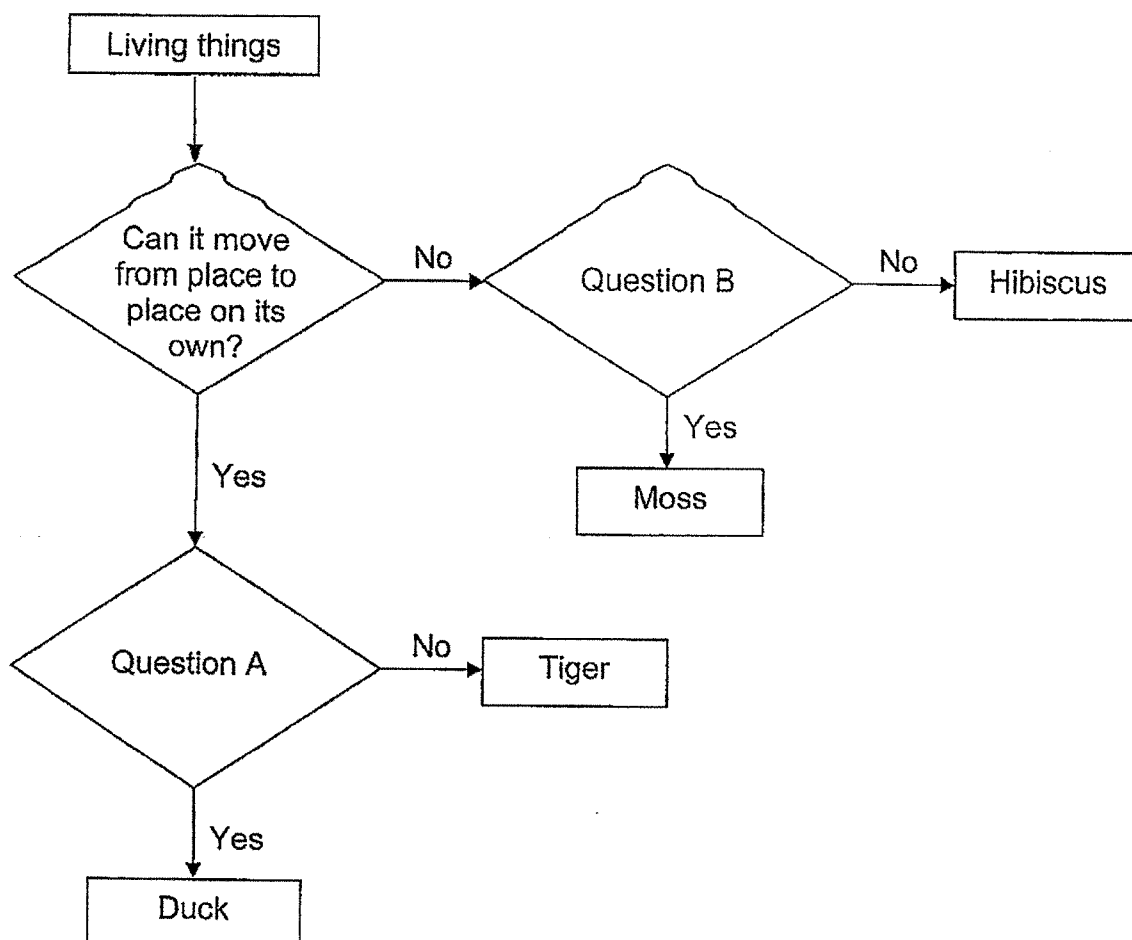 Living things
Can it move
from place to
place on its
own?
No
Question B
No
Hibiscus
Yes
Moss
Yes
Question A
No
Tiger
Yes
Duck